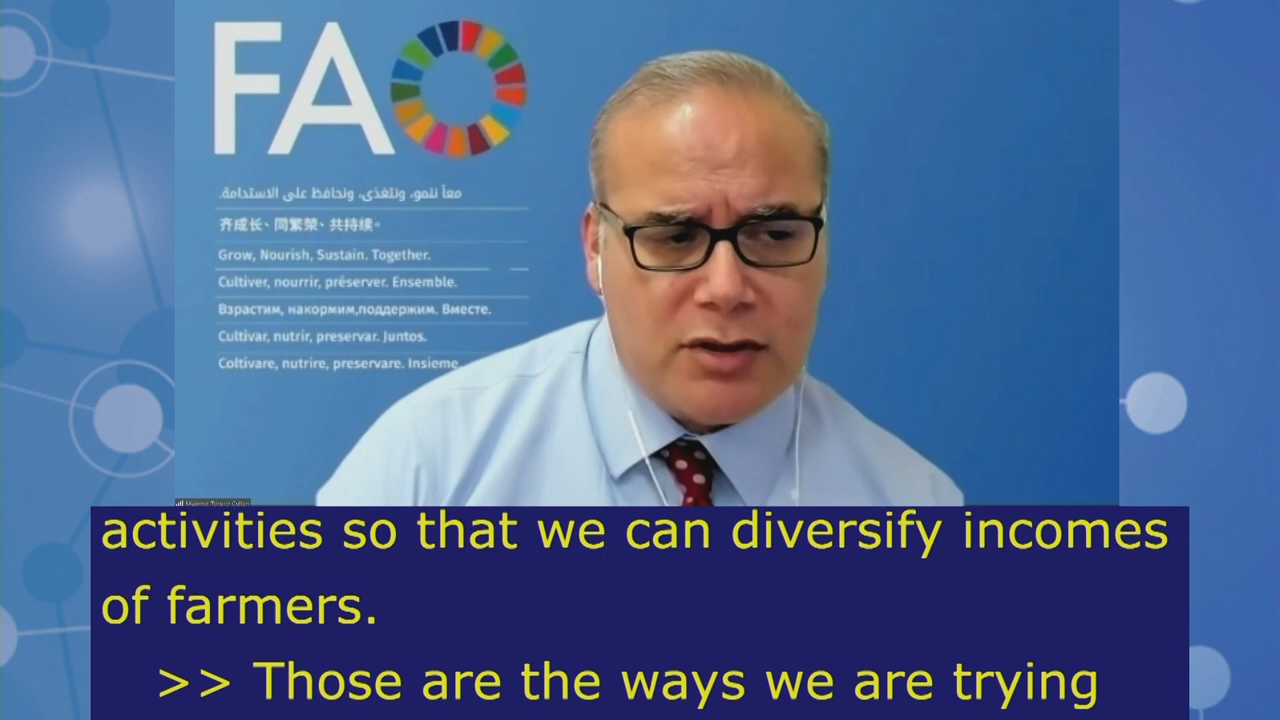 FAO
معاً ننمو، ونتغذى، ونحافظ على الاستدامة.
齐成长、同繁荣、共持续。
Grow, Nourish, Sustain. Together.
Cultiver, nourrir, préserver. Ensemble.
Взрастим, накормим,поддержим. Вместе.
Cultivar, nutrir, preservar. Juntos.
Coltivare, nutrire, preservare. Insieme.
activities so that we can diversify incomes
of farmers.
>> Those are the ways we are trying